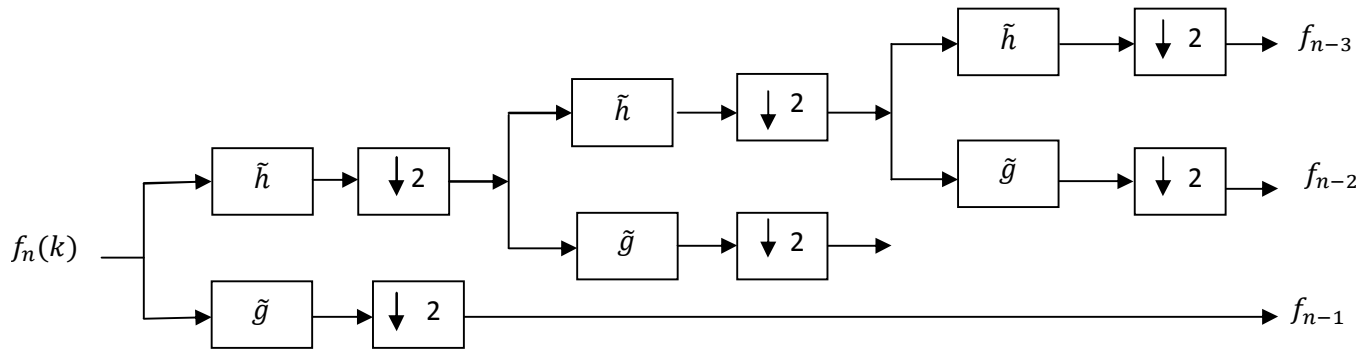 h̃ ↓ 2 f_{n-3}
h̃ ↓ 2
h̃ ↓ 2 g̃ ↓ 2 f_{n-2}
f_n(k) g̃ ↓ 2
g̃ ↓ 2 f_{n-1}